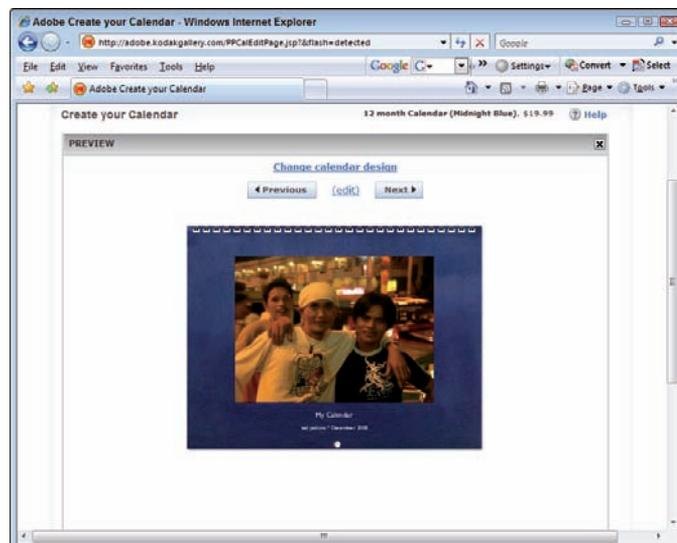 Adobe Create your Calendar - Windows Internet Explorer
http://adobe.kodakgallery.com/PPCalEditPage.jsp?&flash=detected
Google
File Edit View Favorites Tools Help
Google G Settings Convert Select
Adobe Create your Calendar
Page Tools
Create your Calendar
12 month Calendar (Midnight Blue). $19.99
Help
PREVIEW
Change calendar design
Previous (edit) Next
My Calendar